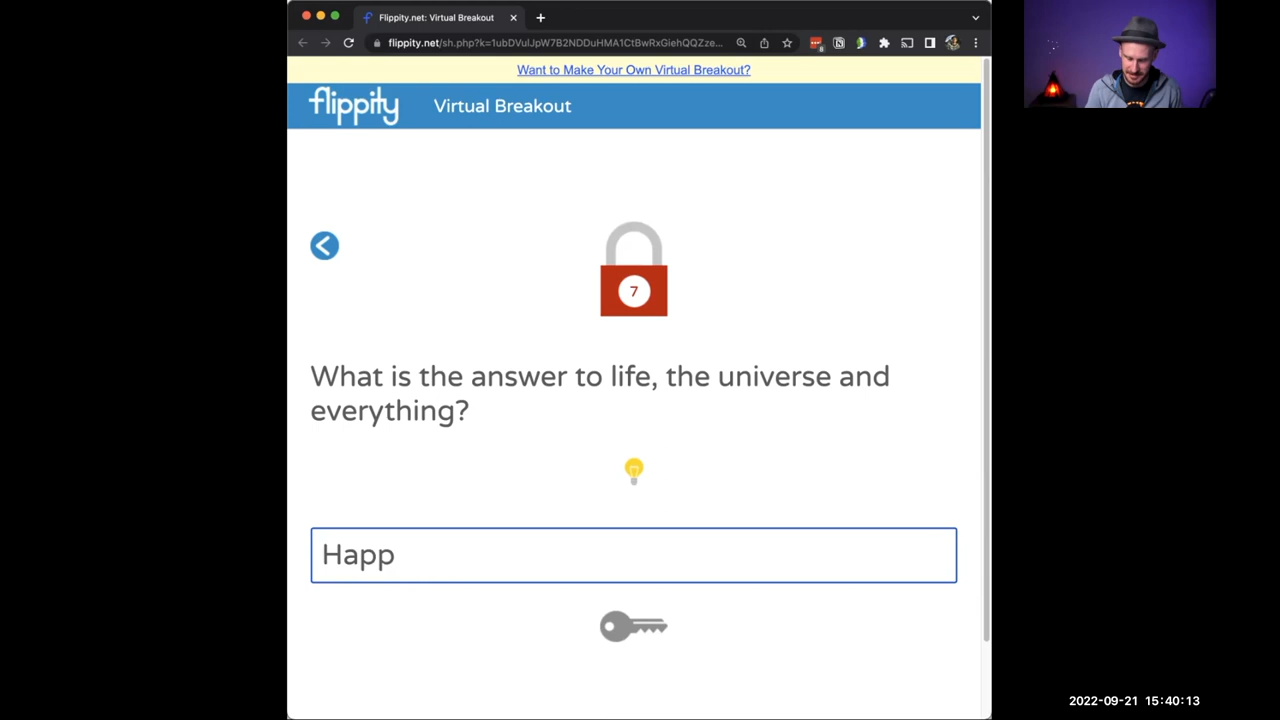 Flippity.net: Virtual Breakout
flippity.net/sh.php?k=1ubDVulJpW7B2NDDuHMA1CtBwRxGiehQQZze...
Want to Make Your Own Virtual Breakout?
flippity Virtual Breakout
7
What is the answer to life, the universe and
everything?
Happ
2022-09-21 15:40:13